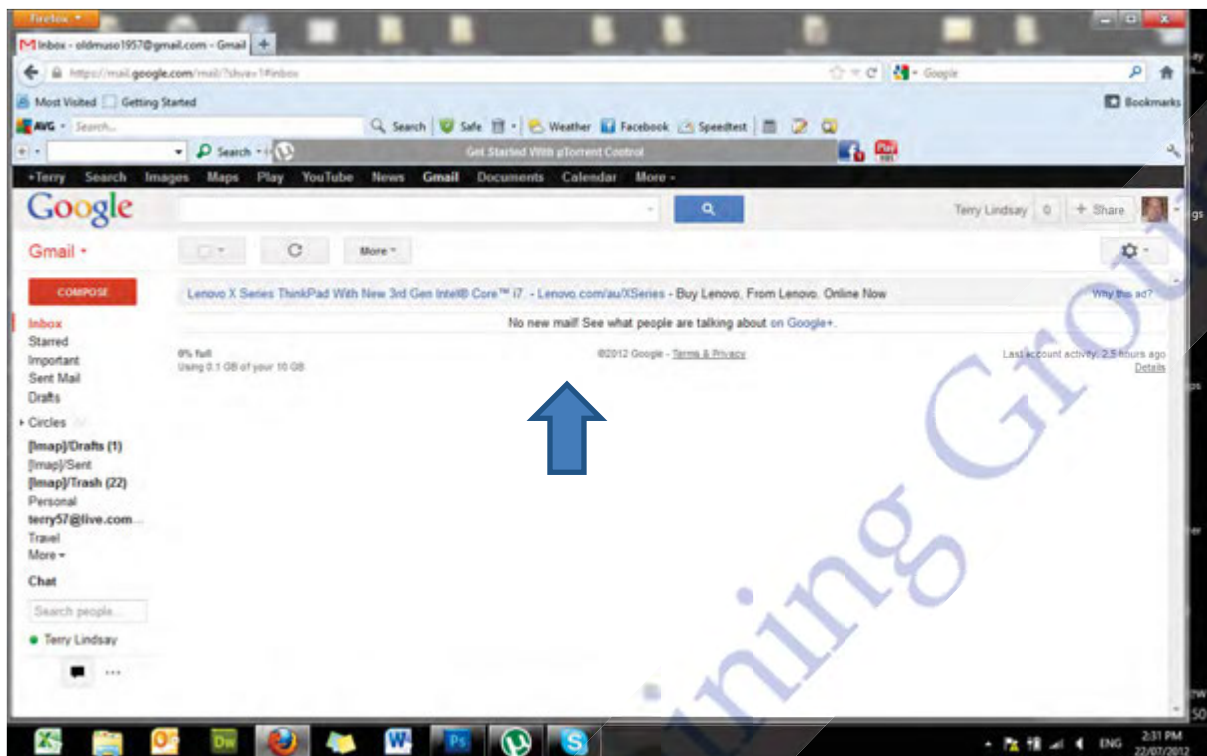 Firefox
Inbox - oldmuso1957@gmail.com - Gmail +
https://mail.google.com/mail/?shva=1#inbox Google
Most Visited Getting Started Bookmarks
AVG Search... Search Safe Weather Facebook Speedtest
Search Get Started With µTorrent Control
+Terry Search Images Maps Play YouTube News Gmail Documents Calendar More
Google Terry Lindsay 0 + Share
gs
Gmail More
COMPOSE Lenovo X Series ThinkPad With New 3rd Gen Intel® Core™ i7 - Lenovo.com/au/XSeries - Buy Lenovo, From Lenovo. Online Now Why this ad?
Inbox No new mail! See what people are talking about on Google+.
Starred
Important 0% full ©2012 Google - Terms & Privacy Last account activity: 2.5 hours ago
Using 0.1 GB of your 10 GB Details
Sent Mail
Drafts
Circles
[Imap]/Drafts (1)
[Imap]/Sent
[Imap]/Trash (22)
Personal
terry57@live.com...
Travel
More
Chat
Search people...
Terry Lindsay
Dw W Ps S ENG 2:31 PM
22/07/2012
ining Grou